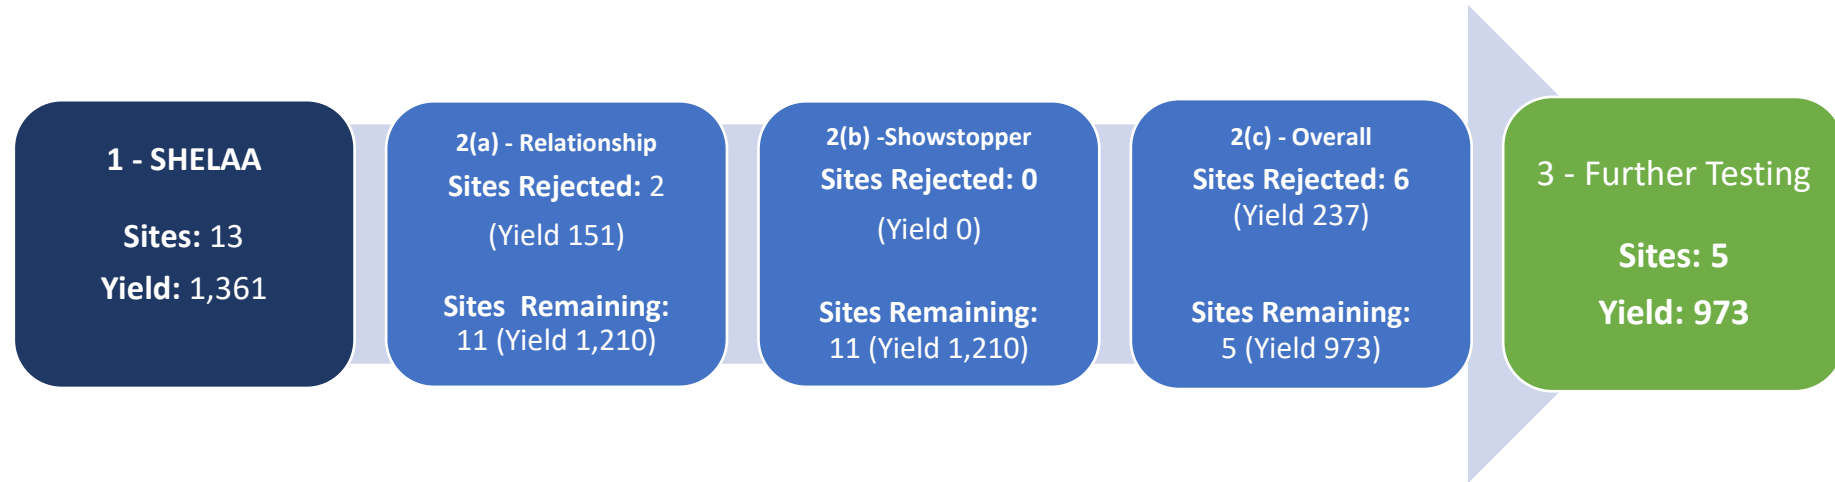 1 - SHELAA
Sites: 13
Yield: 1,361
2(a) - Relationship
Sites Rejected: 2
(Yield 151)
Sites Remaining:
11 (Yield 1,210)
2(b) -Showstopper
Sites Rejected: 0
(Yield 0)
Sites Remaining:
11 (Yield 1,210)
2(c) - Overall
Sites Rejected: 6
(Yield 237)
Sites Remaining:
5 (Yield 973)
3 - Further Testing
Sites: 5
Yield: 973